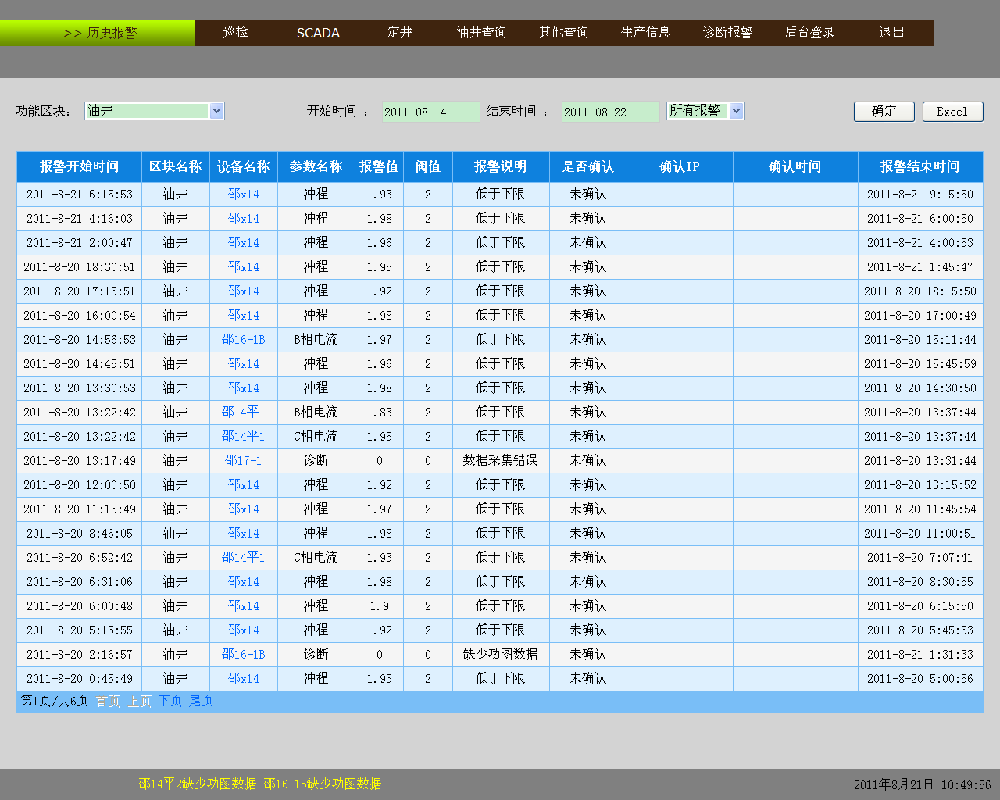 >> 历史报警 巡检 SCADA 定井 油井查询 其他查询 生产信息 诊断报警 后台登录 退出
功能区块： 油井 开始时间 ： 2011-08-14 结束时间 ： 2011-08-22 所有报警 确定 Excel
报警开始时间 区块名称 设备名称 参数名称 报警值 阀值 报警说明 是否确认 确认IP 确认时间 报警结束时间
2011-8-21 6:15:53 油井 邵x14 冲程 1.93 2 低于下限 未确认 2011-8-21 9:15:50
2011-8-21 4:16:03 油井 邵x14 冲程 1.98 2 低于下限 未确认 2011-8-21 6:00:50
2011-8-21 2:00:47 油井 邵x14 冲程 1.96 2 低于下限 未确认 2011-8-21 4:00:53
2011-8-20 18:30:51 油井 邵x14 冲程 1.95 2 低于下限 未确认 2011-8-21 1:45:47
2011-8-20 17:15:51 油井 邵x14 冲程 1.92 2 低于下限 未确认 2011-8-20 18:15:50
2011-8-20 16:00:54 油井 邵x14 冲程 1.98 2 低于下限 未确认 2011-8-20 17:00:49
2011-8-20 14:56:53 油井 邵16-1B B相电流 1.97 2 低于下限 未确认 2011-8-20 15:11:44
2011-8-20 14:45:51 油井 邵x14 冲程 1.96 2 低于下限 未确认 2011-8-20 15:45:59
2011-8-20 13:30:53 油井 邵x14 冲程 1.98 2 低于下限 未确认 2011-8-20 14:30:50
2011-8-20 13:22:42 油井 邵14平1 B相电流 1.83 2 低于下限 未确认 2011-8-20 13:37:44
2011-8-20 13:22:42 油井 邵14平1 C相电流 1.95 2 低于下限 未确认 2011-8-20 13:37:44
2011-8-20 13:17:49 油井 邵17-1 诊断 0 0 数据采集错误 未确认 2011-8-20 13:31:44
2011-8-20 12:00:50 油井 邵x14 冲程 1.92 2 低于下限 未确认 2011-8-20 13:15:52
2011-8-20 11:15:49 油井 邵x14 冲程 1.97 2 低于下限 未确认 2011-8-20 11:45:54
2011-8-20 8:46:05 油井 邵x14 冲程 1.98 2 低于下限 未确认 2011-8-20 11:00:51
2011-8-20 6:52:42 油井 邵14平1 C相电流 1.93 2 低于下限 未确认 2011-8-20 7:07:41
2011-8-20 6:31:06 油井 邵x14 冲程 1.98 2 低于下限 未确认 2011-8-20 8:30:55
2011-8-20 6:00:48 油井 邵x14 冲程 1.9 2 低于下限 未确认 2011-8-20 6:15:50
2011-8-20 5:15:55 油井 邵x14 冲程 1.92 2 低于下限 未确认 2011-8-20 5:45:53
2011-8-20 2:16:57 油井 邵16-1B 诊断 0 0 缺少功图数据 未确认 2011-8-21 1:31:33
2011-8-20 0:45:49 油井 邵x14 冲程 1.93 2 低于下限 未确认 2011-8-20 5:00:56
第1页/共6页 首页 上页 下页 尾页
邵14平2缺少功图数据 邵16-1B缺少功图数据 2011年8月21日 10:49:56